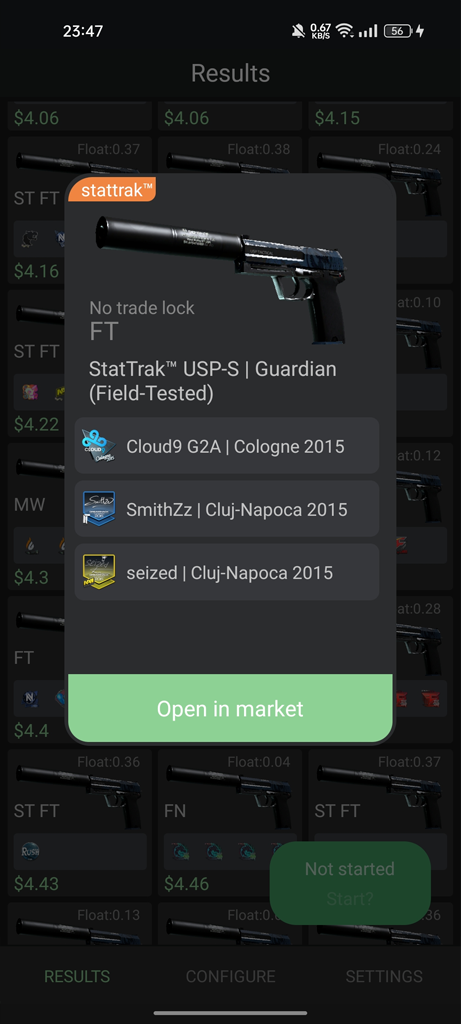 23:47
0.67
KB/S
56
Results
$4.06
$4.06
$4.15
Float:0.37
Float:0.38
Float:0.24
ST FT
$4.16
stattrak™
No trade lock
FT
StatTrak™ USP-S | Guardian
(Field-Tested)
Cloud9 G2A | Cologne 2015
SmithZz | Cluj-Napoca 2015
seized | Cluj-Napoca 2015
Open in market
at:0.10
ST FT
$4.22
at:0.12
MW
$4.3
at:0.28
FT
$4.4
Float:0.36
Float:0.04
Float:0.37
ST FT
FN
ST FT
$4.43
$4.46
Not started
Start?
Float:0.13
36
RESULTS
CONFIGURE
SETTINGS